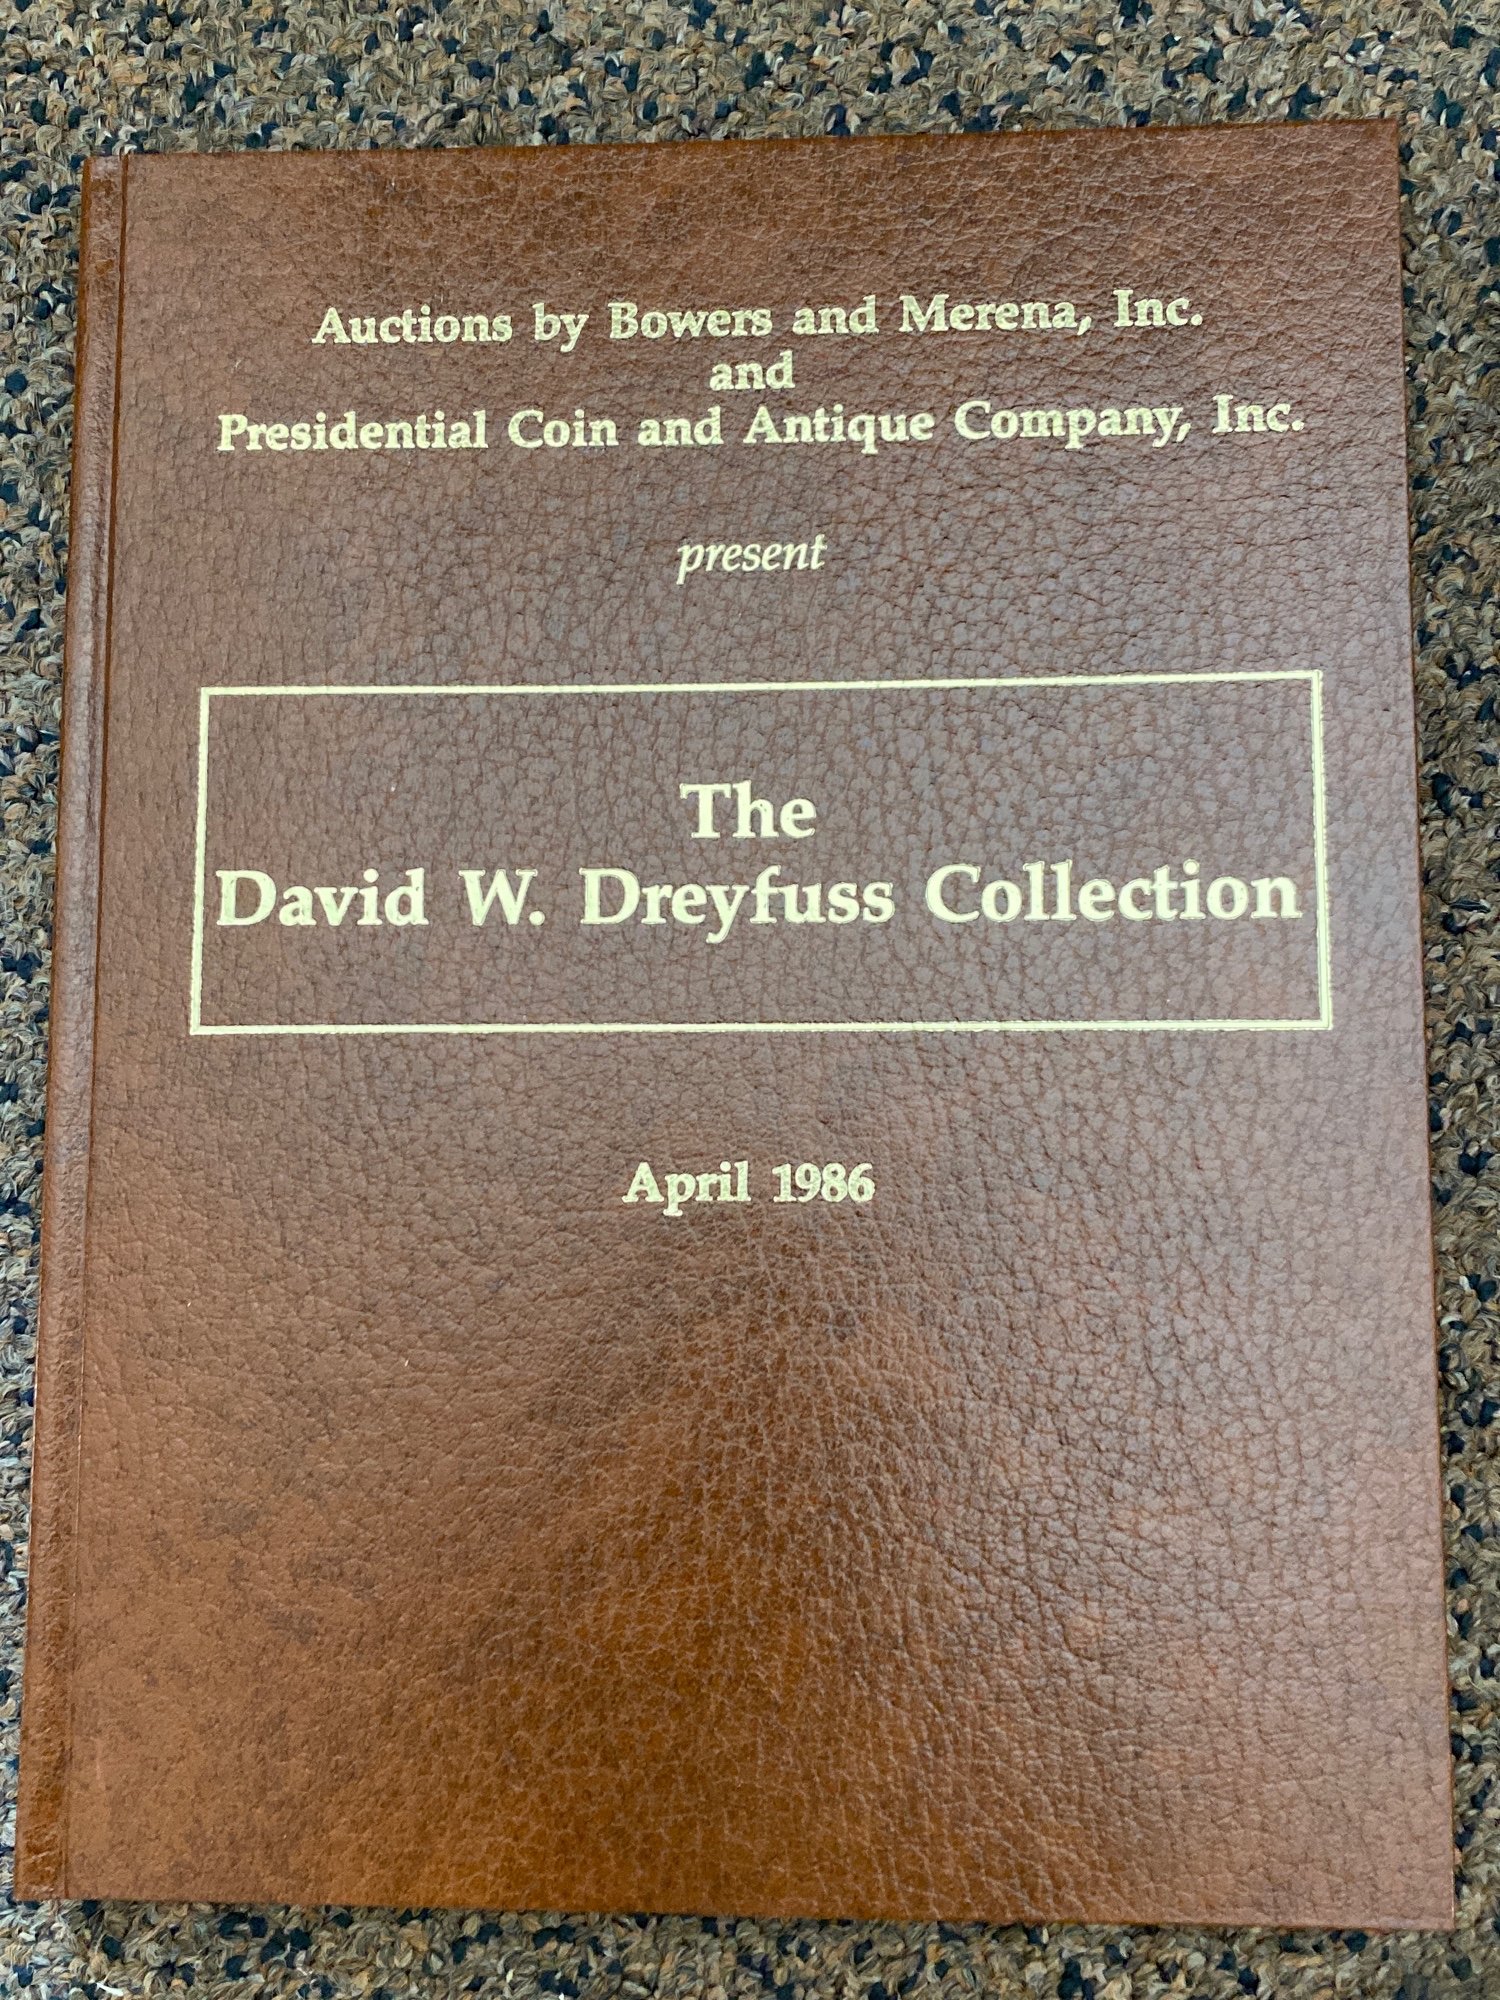 Auctions by Bowers and Merena, Inc.
and
Presidential Coin and Antique Company, Inc.
present
The
David W. Dreyfuss Collection
April 1986